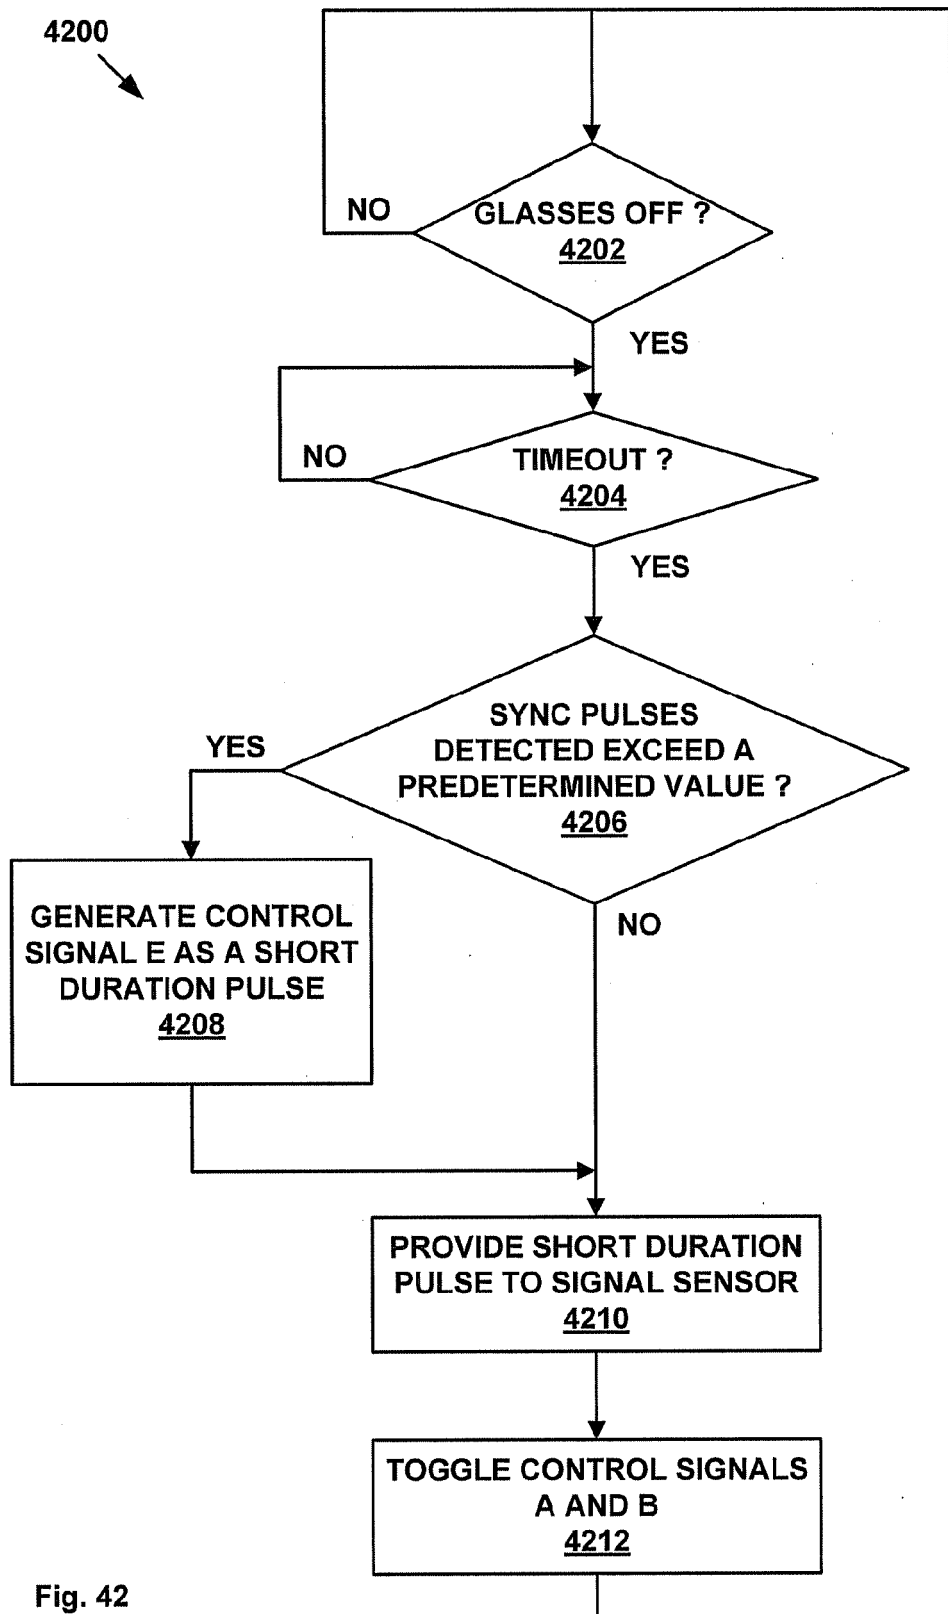 4200
GLASSES OFF ?
4202
NO
YES
TIMEOUT ?
4204
NO
YES
SYNC PULSES
DETECTED EXCEED A
PREDETERMINED VALUE ?
4206
YES
NO
GENERATE CONTROL
SIGNAL E AS A SHORT
DURATION PULSE
4208
PROVIDE SHORT DURATION
PULSE TO SIGNAL SENSOR
4210
TOGGLE CONTROL SIGNALS
A AND B
4212
Fig. 42